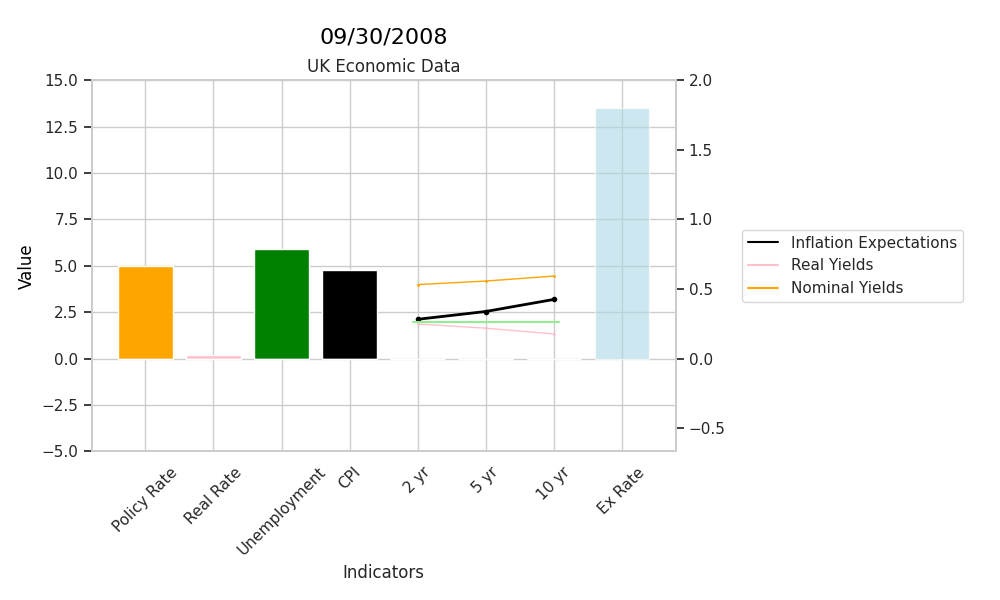 09/30/2008
UK Economic Data
15.0
12.5
10.0
7.5
5.0
2.5
0.0
−2.5
−5.0
Value
2.0
1.5
1.0
0.5
0.0
−0.5
Inflation Expectations
Real Yields
Nominal Yields
Policy Rate
Real Rate
Unemployment
CPI
2 yr
5 yr
10 yr
Ex Rate
Indicators